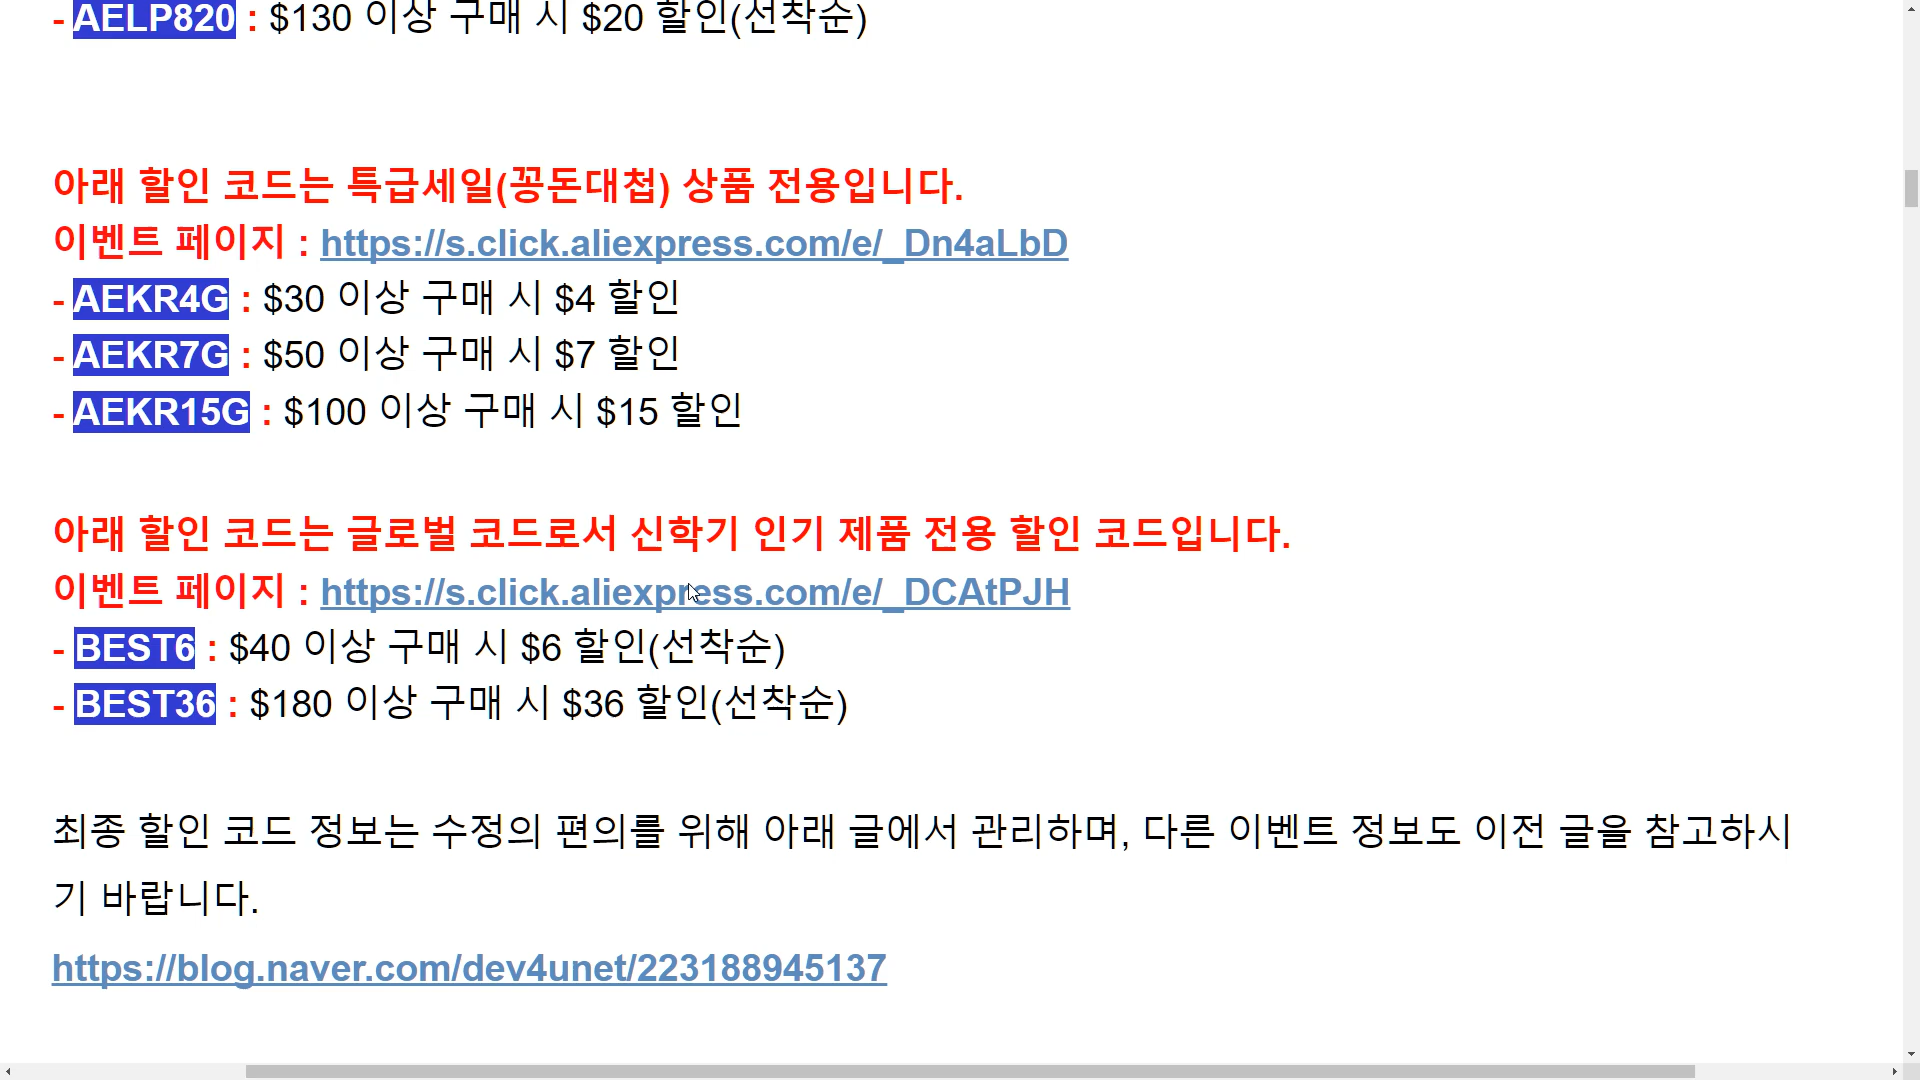 - AELP820 : $130 이상 구매 시 $20 할인(선착순)
아래 할인 코드는 특급세일(꽁돈대첩) 상품 전용입니다.
이벤트 페이지 : https://s.click.aliexpress.com/e/_Dn4aLbD
- AEKR4G : $30 이상 구매 시 $4 할인
- AEKR7G : $50 이상 구매 시 $7 할인
- AEKR15G : $100 이상 구매 시 $15 할인
아래 할인 코드는 글로벌 코드로서 신학기 인기 제품 전용 할인 코드입니다.
이벤트 페이지 : https://s.click.aliexpress.com/e/_DCAtPJH
- BEST6 : $40 이상 구매 시 $6 할인(선착순)
- BEST36 : $180 이상 구매 시 $36 할인(선착순)
최종 할인 코드 정보는 수정의 편의를 위해 아래 글에서 관리하며, 다른 이벤트 정보도 이전 글을 참고하시
기 바랍니다.
https://blog.naver.com/dev4unet/223188945137